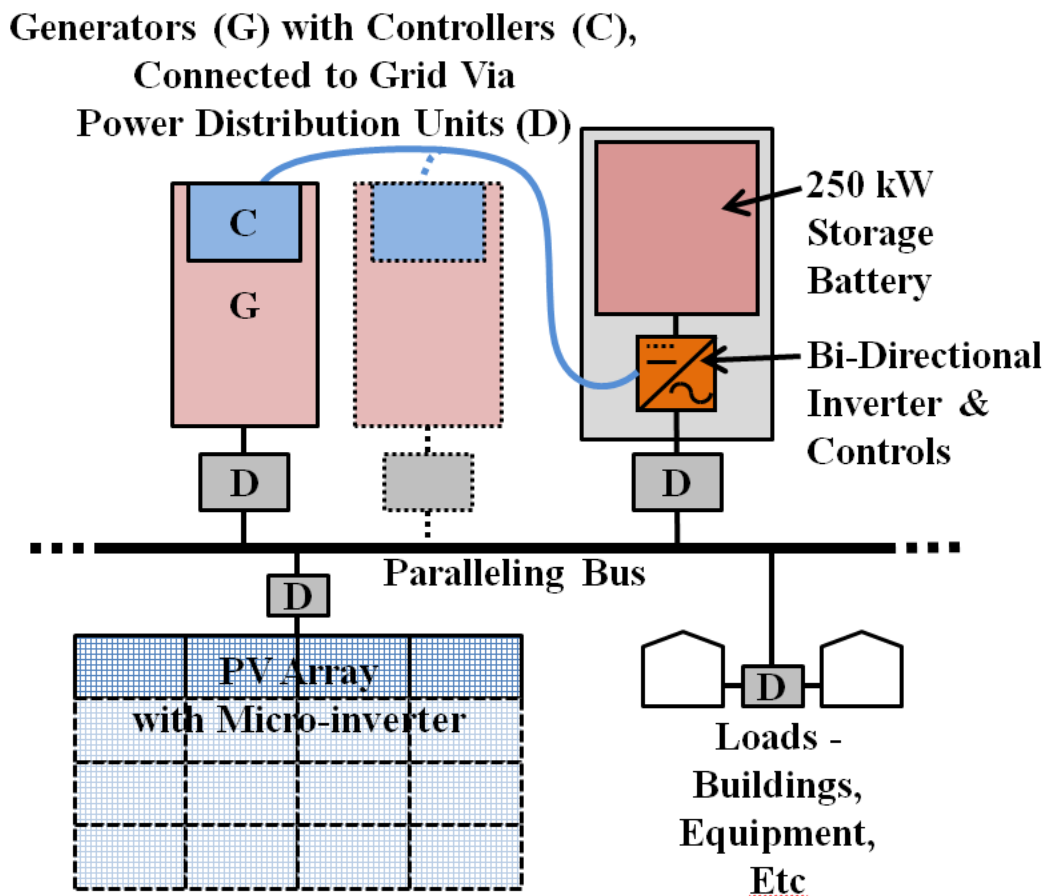 Generators (G) with Controllers (C),
Connected to Grid Via
Power Distribution Units (D)
C
G
250 kW
Storage
Battery
Bi-Directional
Inverter &
Controls
D
D
Paralleling Bus
D
PV Array
with Micro-inverter
D
Loads -
Buildings,
Equipment,
Etc